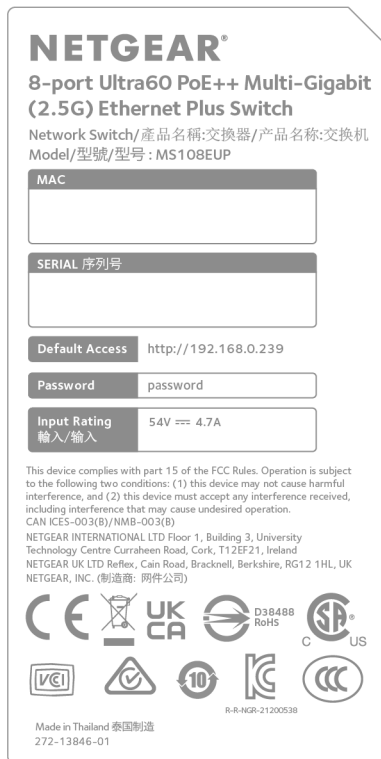 NETGEAR®
8-port Ultra60 PoE++ Multi-Gigabit
(2.5G) Ethernet Plus Switch
Network Switch/產品名稱:交換器/产品名称:交换机
Model/型號/型号 : MS108EUP
MAC
SERIAL 序列号
Default Access http://192.168.0.239
Password password
Input Rating 54V ⎓ 4.7A
輸入/输入
This device complies with part 15 of the FCC Rules. Operation is subject
to the following two conditions: (1) this device may not cause harmful
interference, and (2) this device must accept any interference received,
including interference that may cause undesired operation.
CAN ICES-003(B)/NMB-003(B)
NETGEAR INTERNATIONAL LTD Floor 1, Building 3, University
Technology Centre Curraheen Road, Cork, T12EF21, Ireland
NETGEAR UK LTD Reflex, Cain Road, Bracknell, Berkshire, RG12 1HL, UK
NETGEAR, INC. (制造商: 网件公司)
CE UK CA D38488 RoHS SA ® C US
VCI 10 KC CCC
R-R-NGR-21200538
Made in Thailand 泰国制造
272-13846-01